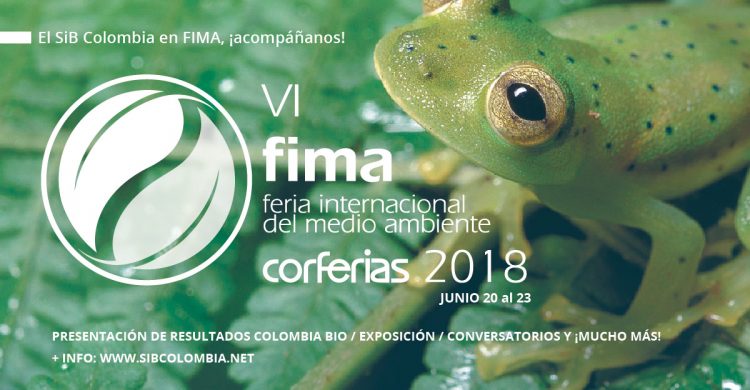 El SiB Colombia en FIMA, ¡acompáñanos!
VI
fima
feria internacional
del medio ambiente
corferias 2018
JUNIO 20 al 23
PRESENTACIÓN DE RESULTADOS COLOMBIA BIO / EXPOSICIÓN / CONVERSATORIOS Y ¡MUCHO MÁS!
+ INFO: WWW.SIBCOLOMBIA.NET